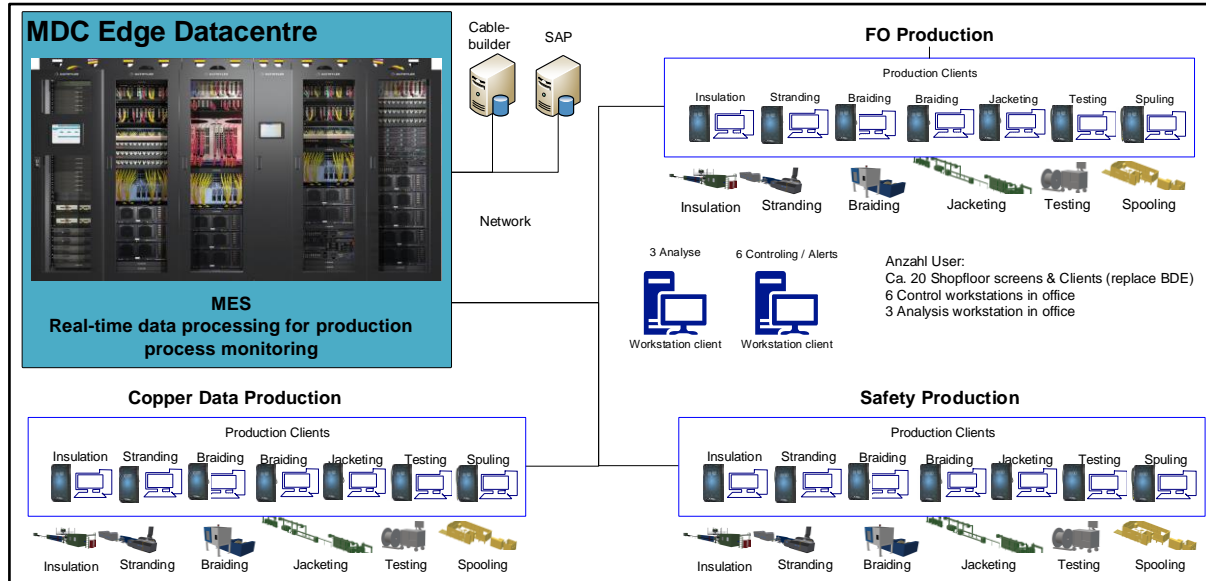 MDC Edge Datacentre
MES
Real-time data processing for production
process monitoring
Cable-
builder
SAP
Network
FO Production
Production Clients
Insulation Stranding Braiding Braiding Jacketing Testing Spuling
Insulation Stranding Braiding Jacketing Testing Spooling
3 Analyse
Workstation client
6 Controling / Alerts
Workstation client
Anzahl User:
Ca. 20 Shopfloor screens & Clients (replace BDE)
6 Control workstations in office
3 Analysis workstation in office
Copper Data Production
Production Clients
Insulation Stranding Braiding Braiding Jacketing Testing Spuling
Insulation Stranding Braiding Jacketing Testing Spooling
Safety Production
Production Clients
Insulation Stranding Braiding Braiding Jacketing Testing Spuling
Insulation Stranding Braiding Jacketing Testing Spooling